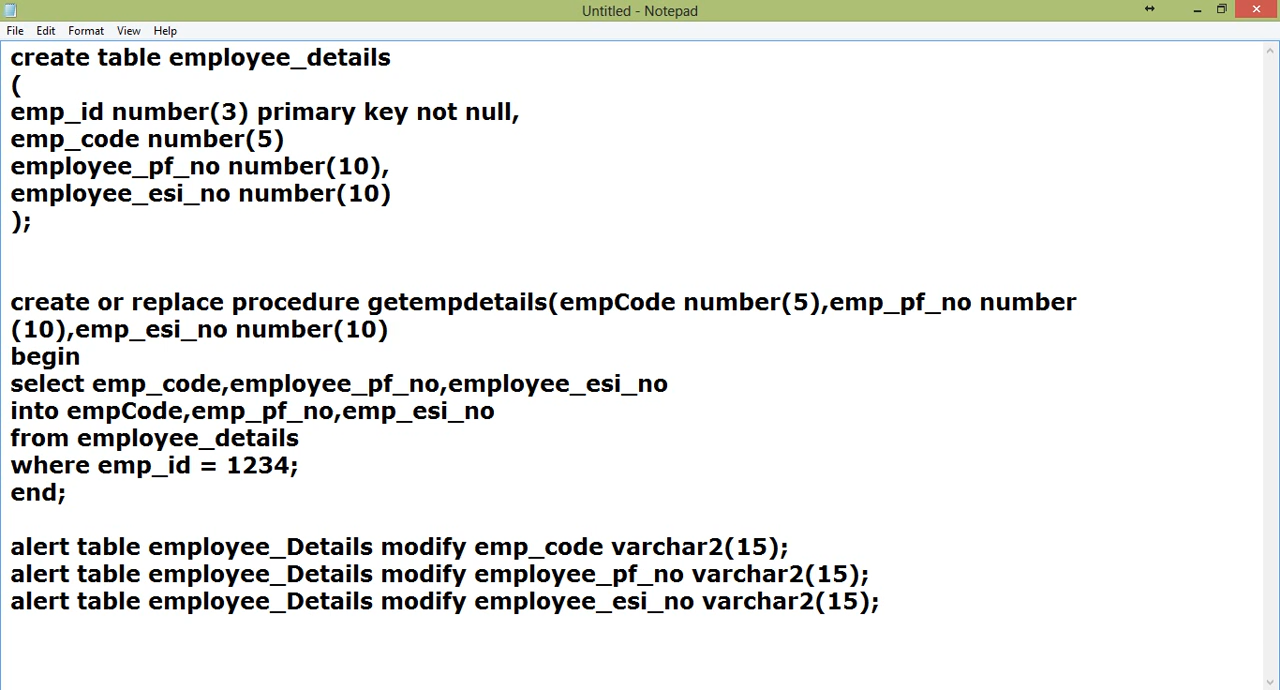 Untitled - Notepad
File Edit Format View Help
create table employee_details
(
emp_id number(3) primary key not null,
emp_code number(5)
employee_pf_no number(10),
employee_esi_no number(10)
);
create or replace procedure getempdetails(empCode number(5),emp_pf_no number
(10),emp_esi_no number(10)
begin
select emp_code,employee_pf_no,employee_esi_no
into empCode,emp_pf_no,emp_esi_no
from employee_details
where emp_id = 1234;
end;
alert table employee_Details modify emp_code varchar2(15);
alert table employee_Details modify employee_pf_no varchar2(15);
alert table employee_Details modify employee_esi_no varchar2(15);